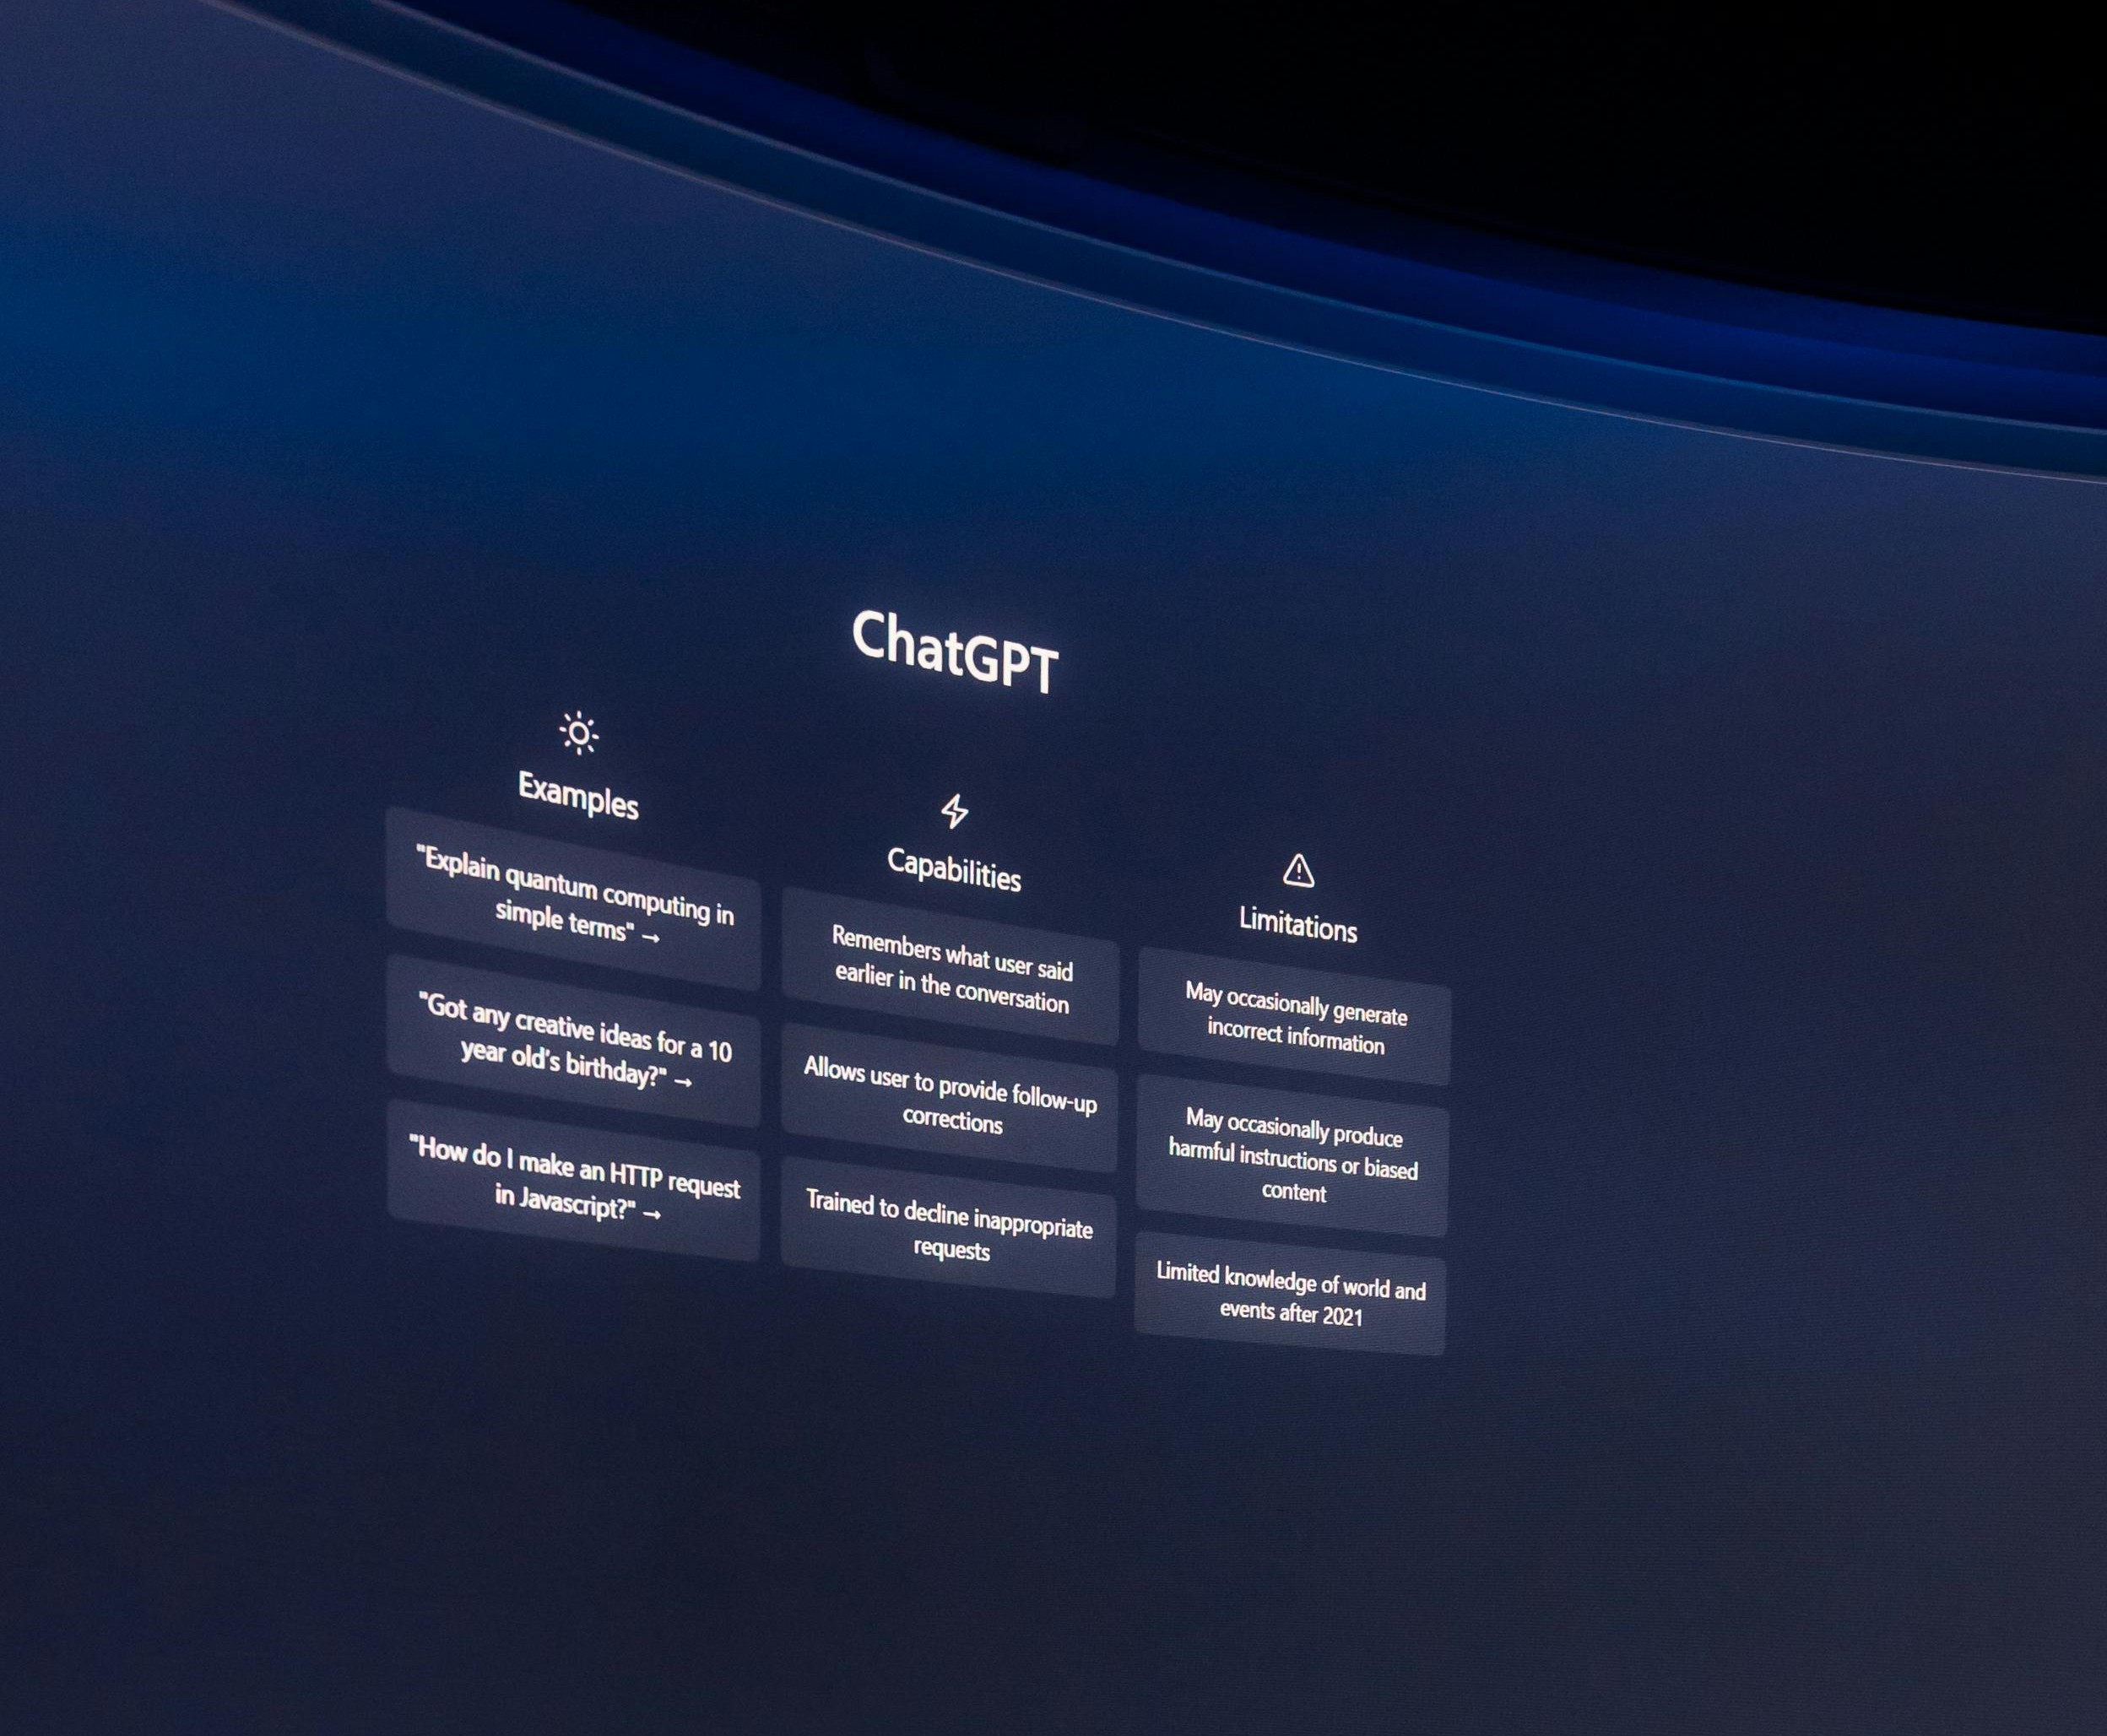 ChatGPT
Examples
"Explain quantum computing in
simple terms" →
"Got any creative ideas for a 10
year old's birthday?" →
"How do I make an HTTP request
in Javascript?" →
Capabilities
Remembers what user said
earlier in the conversation
Allows user to provide follow-up
corrections
Trained to decline inappropriate
requests
Limitations
May occasionally generate
incorrect information
May occasionally produce
harmful instructions or biased
content
Limited knowledge of world and
events after 2021